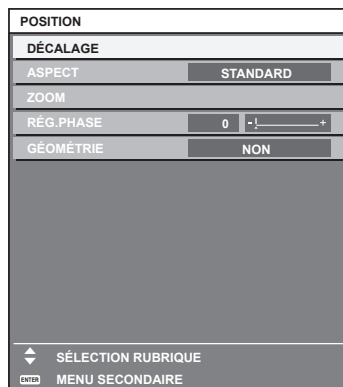 POSITION
DÉCALAGE
ASPECT STANDARD
ZOOM
RÉG.PHASE 0 - +
GÉOMÉTRIE NON
SÉLECTION RUBRIQUE
ENTER MENU SECONDAIRE